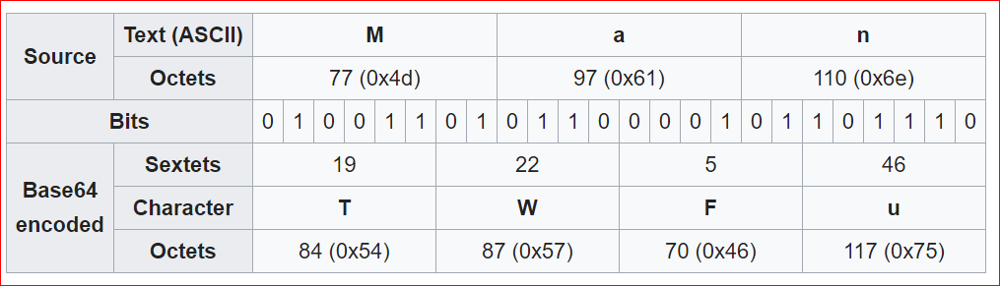 Source Text (ASCII) M a n
Octets 77 (0x4d) 97 (0x61) 110 (0x6e)
Bits 0 1 0 0 1 1 0 1 0 1 1 0 0 0 0 1 0 1 1 0 1 1 1 0
Base64 encoded Sextets 19 22 5 46
Character T W F u
Octets 84 (0x54) 87 (0x57) 70 (0x46) 117 (0x75)